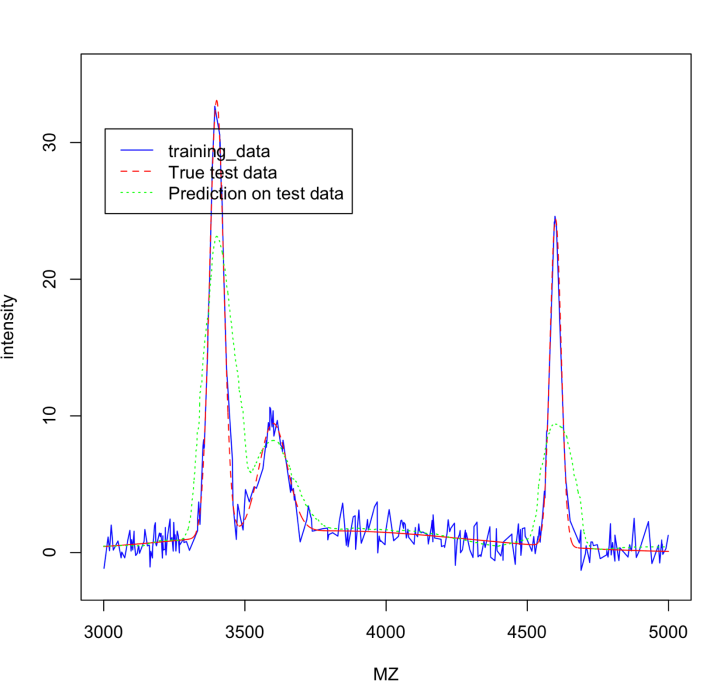 training_data
True test data
Prediction on test data
intensity
0
10
20
30
3000
3500
4000
4500
5000
MZ